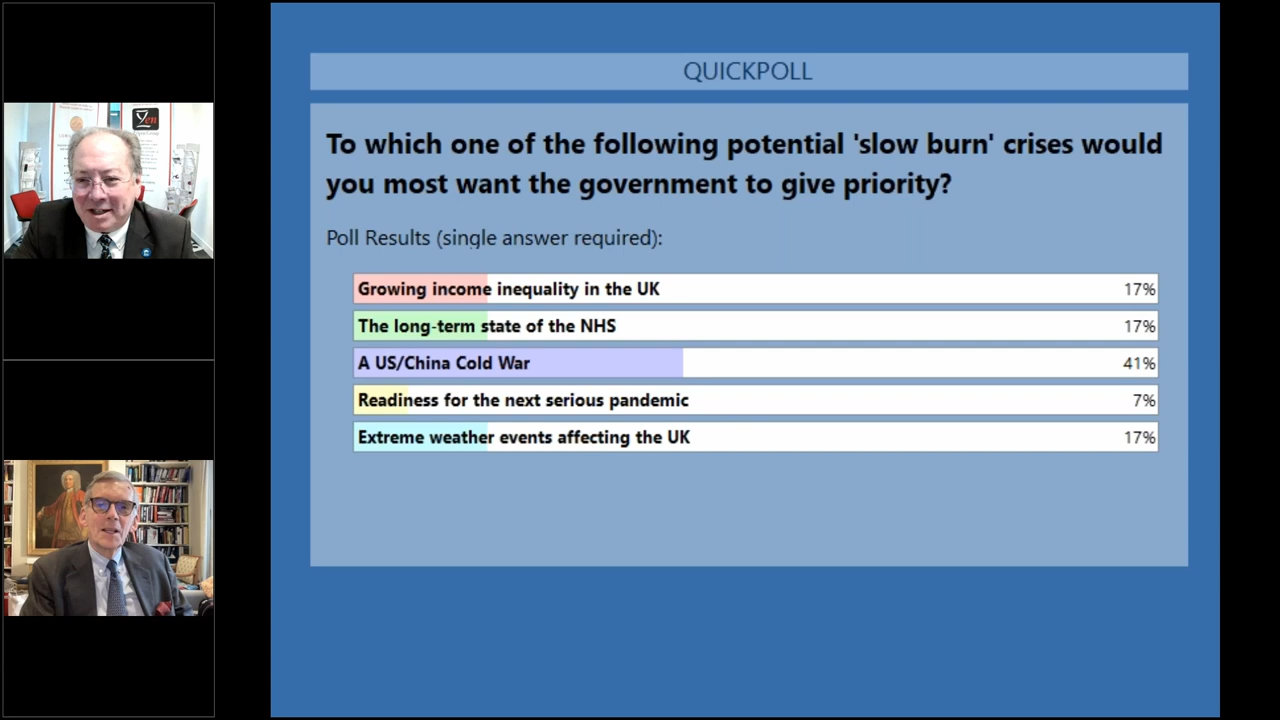 QUICKPOLL
To which one of the following potential 'slow burn' crises would
you most want the government to give priority?
Poll Results (single answer required):
Growing income inequality in the UK 17%
The long-term state of the NHS 17%
A US/China Cold War 41%
Readiness for the next serious pandemic 7%
Extreme weather events affecting the UK 17%